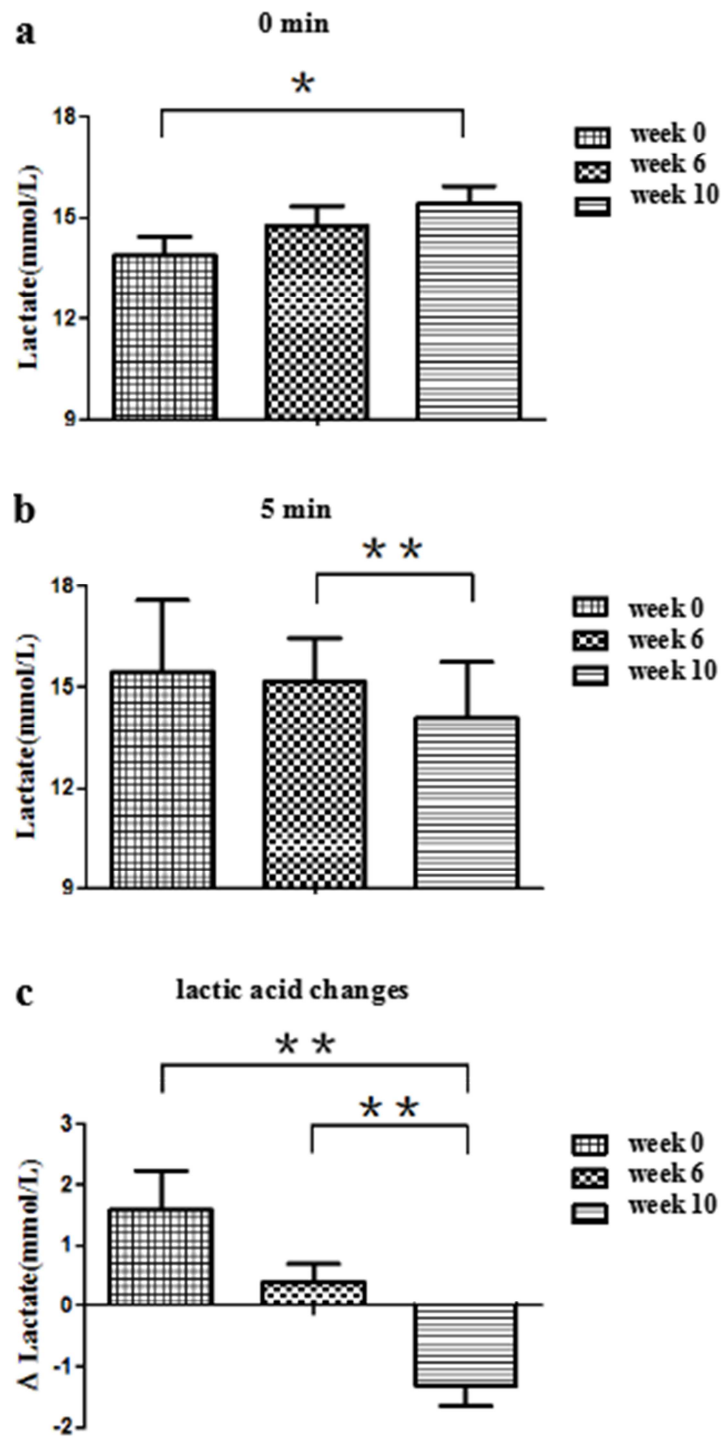 a
0 min
*
Lactate(mmol/L)
18
15
12
9
week 0
week 6
week 10
b
5 min
**
Lactate(mmol/L)
18
15
12
9
week 0
week 6
week 10
c
lactic acid changes
**
**
Δ Lactate(mmol/L)
3
2
1
0
-1
-2
week 0
week 6
week 10